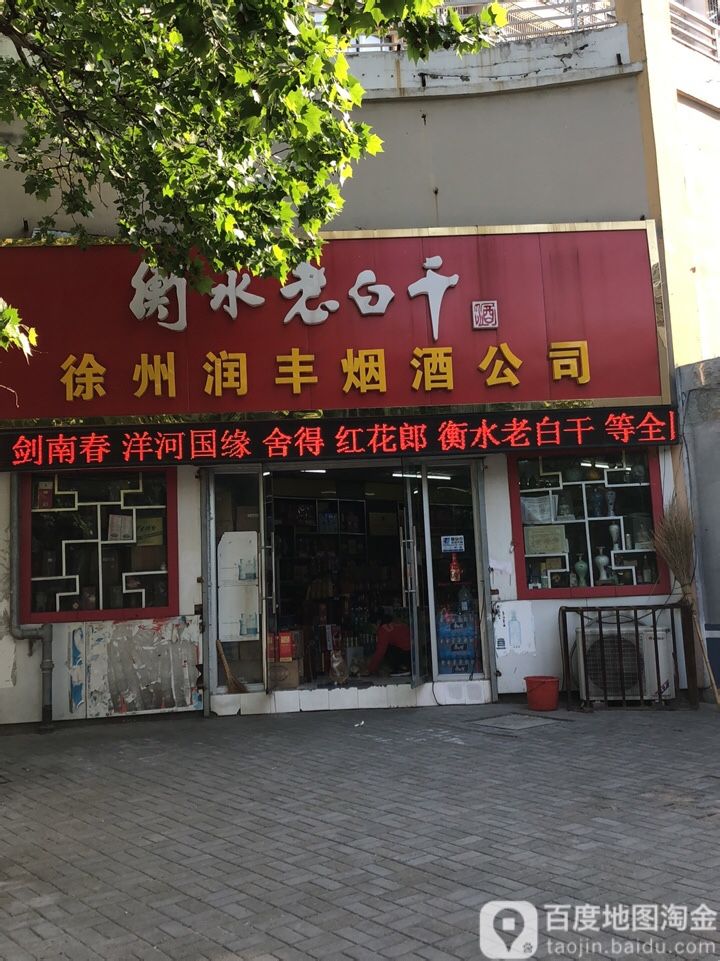 衡水老白干 酒
徐州润丰烟酒公司
剑南春 洋河国缘 舍得 红花郎 衡水老白干 等全
百度地图淘金
taojin.baidu.com